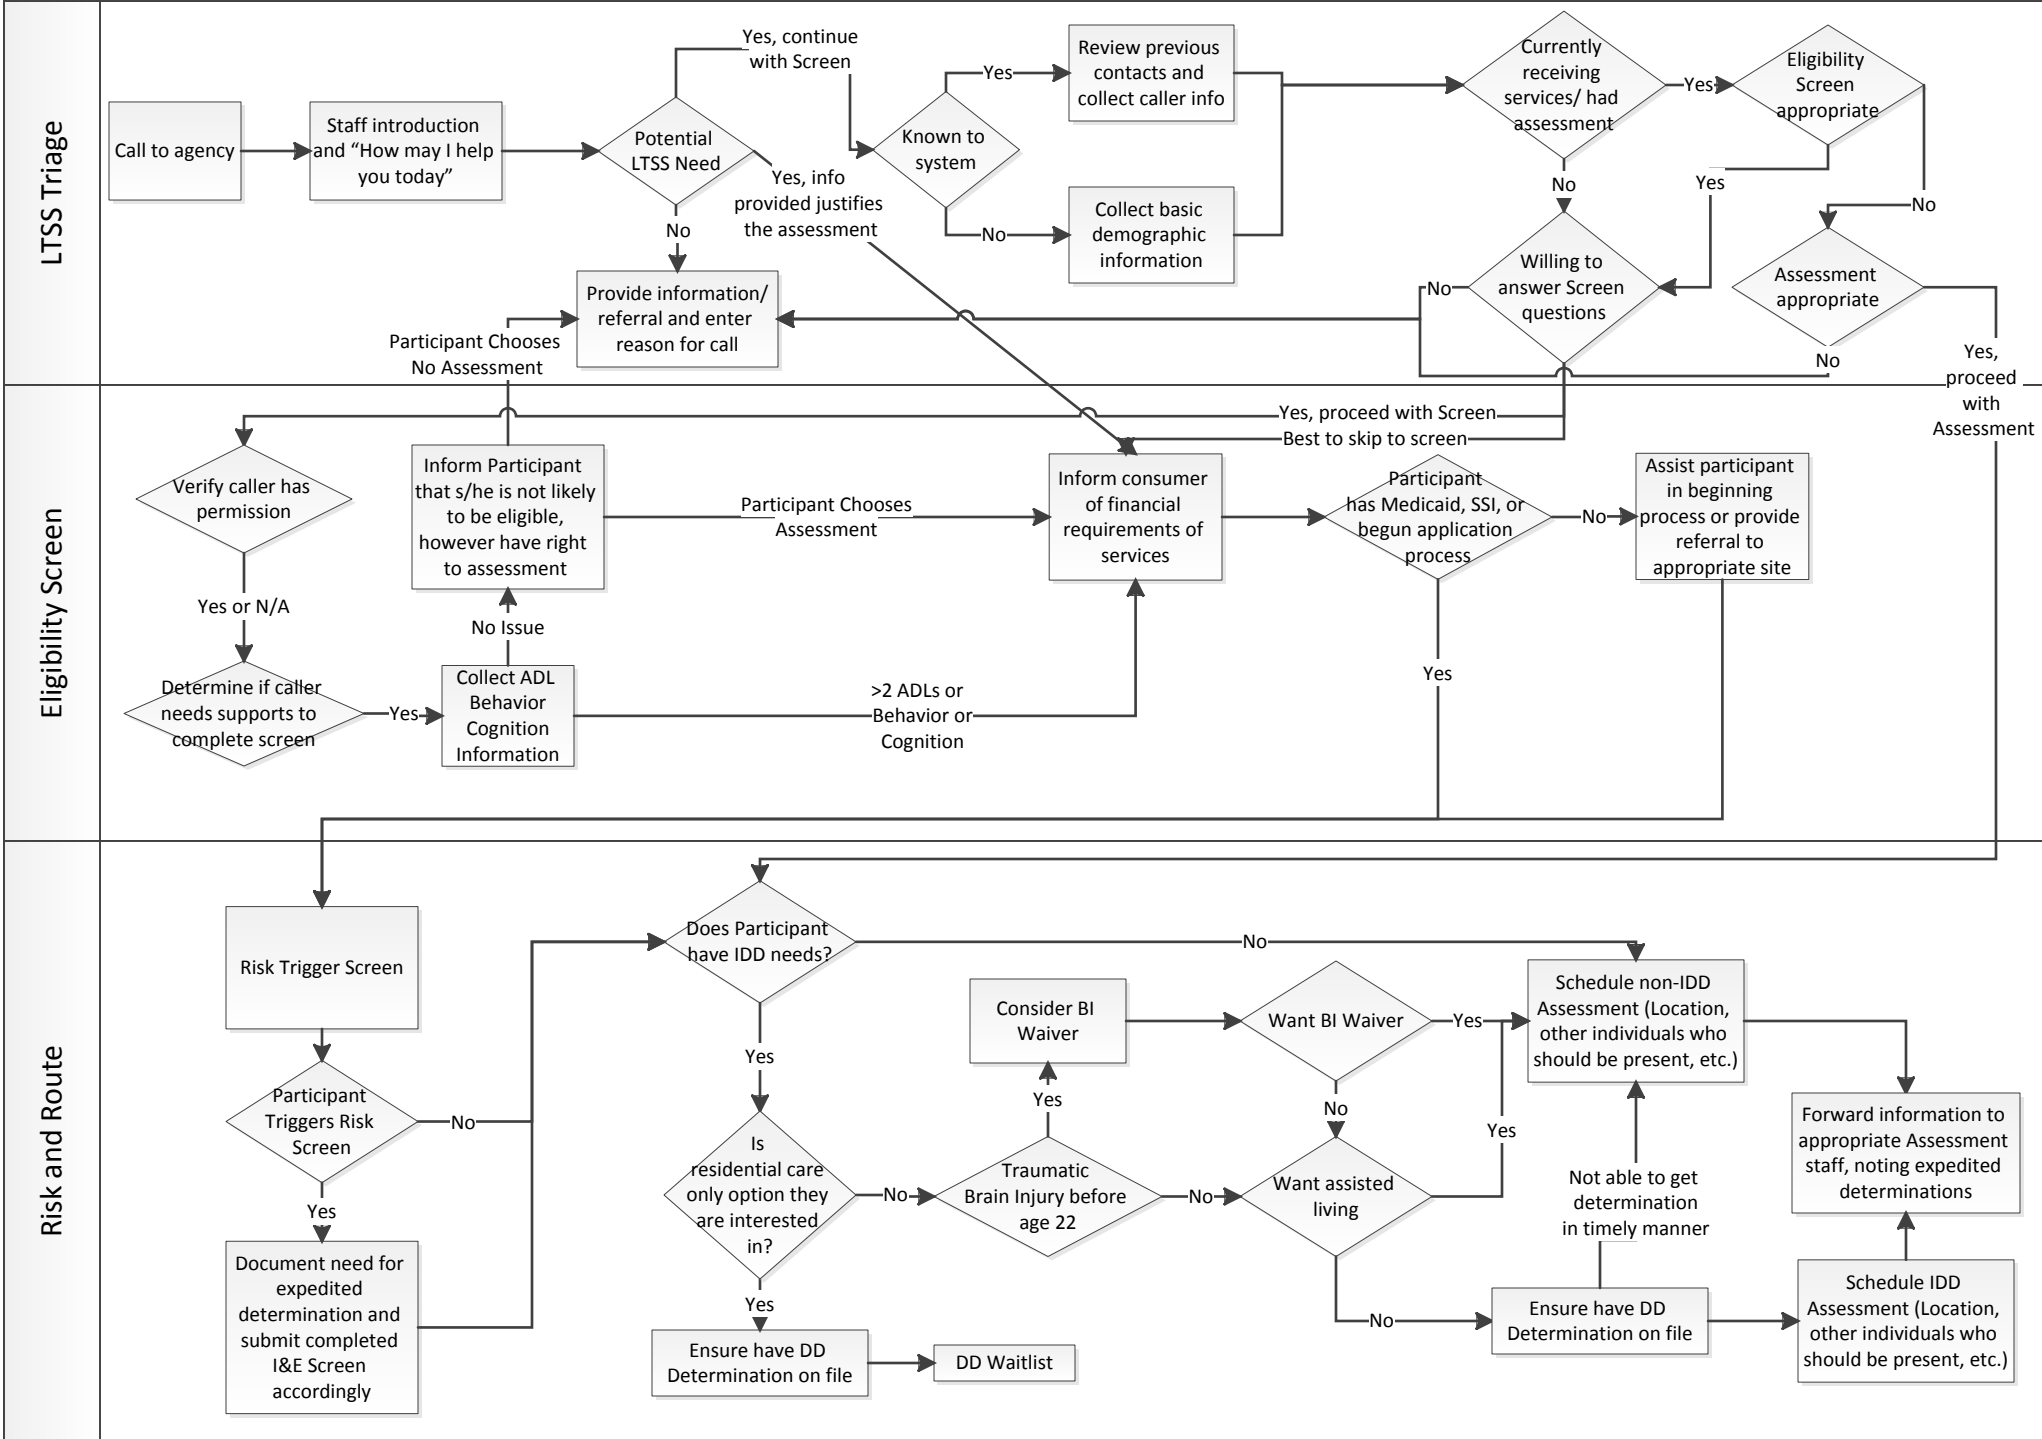 LTSS Triage
Call to agency
Staff introduction
and “How may I help
you today”
Potential
LTSS Need
Yes, continue
with Screen
Yes, info
provided justifies
the assessment
No
Provide information/
referral and enter
reason for call
Known to
system
Yes
No
Review previous
contacts and
collect caller info
Collect basic
demographic
information
Currently
receiving
services/ had
assessment
Yes
No
Eligibility
Screen
appropriate
Yes
No
Willing to
answer Screen
questions
No
Assessment
appropriate
No
Yes,
proceed
with
Assessment
Participant Chooses
No Assessment
Eligibility Screen
Yes, proceed with Screen
Best to skip to screen
Verify caller has
permission
Yes or N/A
Determine if caller
needs supports to
complete screen
Yes
Inform Participant
that s/he is not likely
to be eligible,
however have right
to assessment
No Issue
Collect ADL
Behavior
Cognition
Information
Participant Chooses
Assessment
>2 ADLs or
Behavior or
Cognition
Inform consumer
of financial
requirements of
services
Participant
has Medicaid, SSI, or
begun application
process
No
Yes
Assist participant
in beginning
process or provide
referral to
appropriate site
Risk and Route
Risk Trigger Screen
Participant
Triggers Risk
Screen
No
Yes
Document need for
expedited
determination and
submit completed
I&E Screen
accordingly
Does Participant
have IDD needs?
No
Yes
Is
residential care
only option they
are interested
in?
No
Yes
Ensure have DD
Determination on file
DD Waitlist
Consider BI
Waiver
Yes
Traumatic
Brain Injury before
age 22
No
Want BI Waiver
Yes
No
Want assisted
living
Yes
No
Schedule non-IDD
Assessment (Location,
other individuals who
should be present, etc.)
Not able to get
determination
in timely manner
Ensure have DD
Determination on file
Forward information to
appropriate Assessment
staff, noting expedited
determinations
Schedule IDD
Assessment (Location,
other individuals who
should be present, etc.)